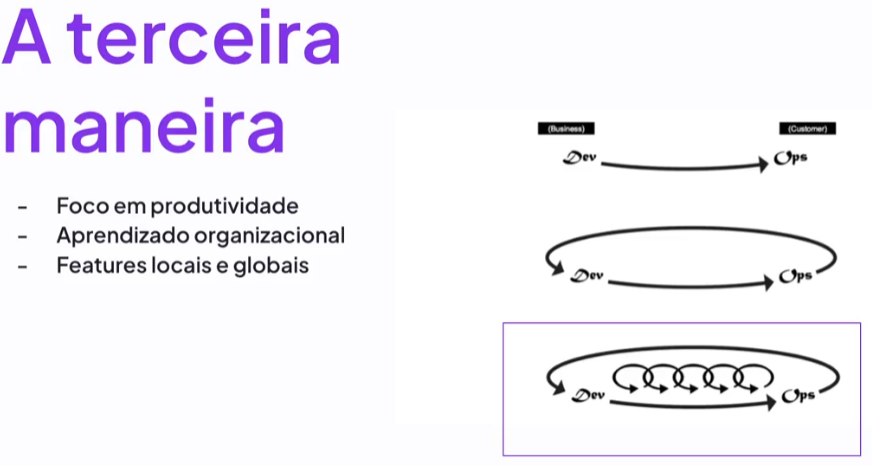 A terceira
maneira
- Foco em produtividade
- Aprendizado organizacional
- Features locais e globais
(Business) (Customer)
Dev Ops
Dev Ops
Dev Ops